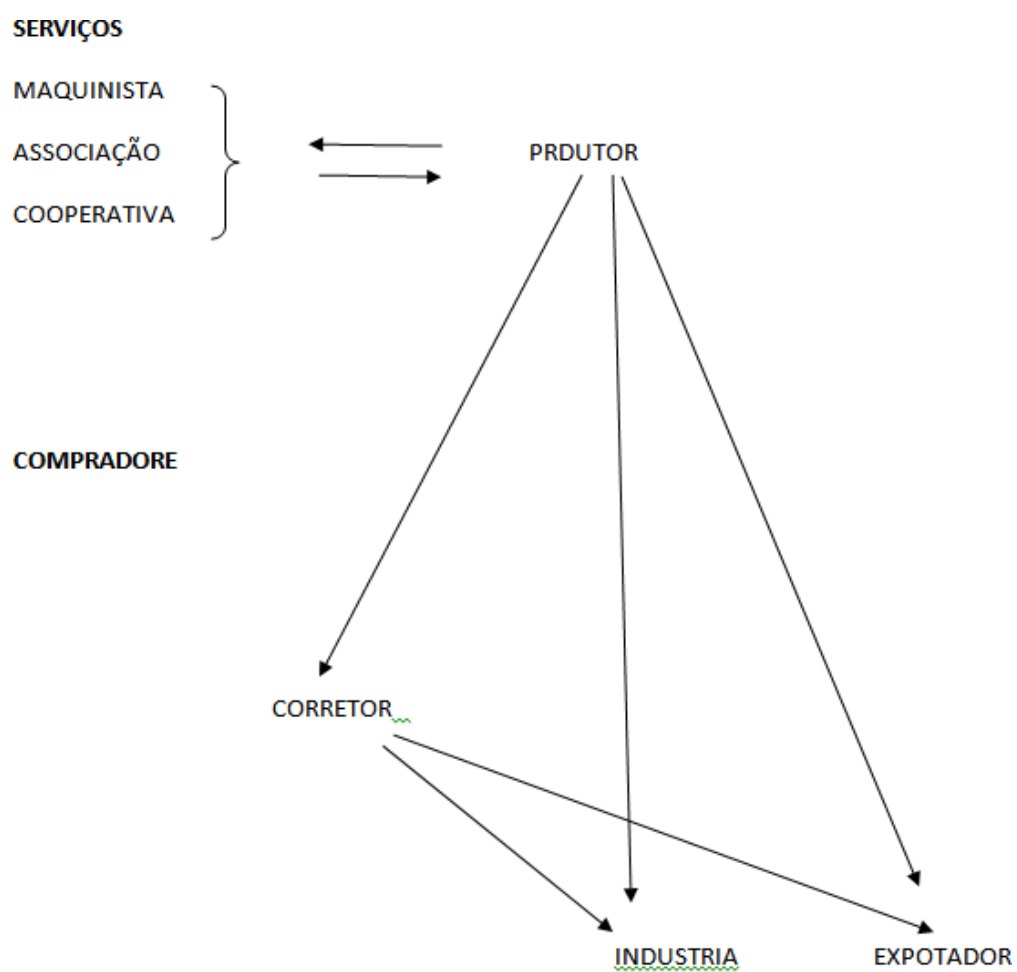 SERVIÇOS
MAQUINISTA
ASSOCIAÇÃO
PRDUTOR
COOPERATIVA
COMPRADORE
CORRETOR
INDUSTRIA
EXPOTADOR